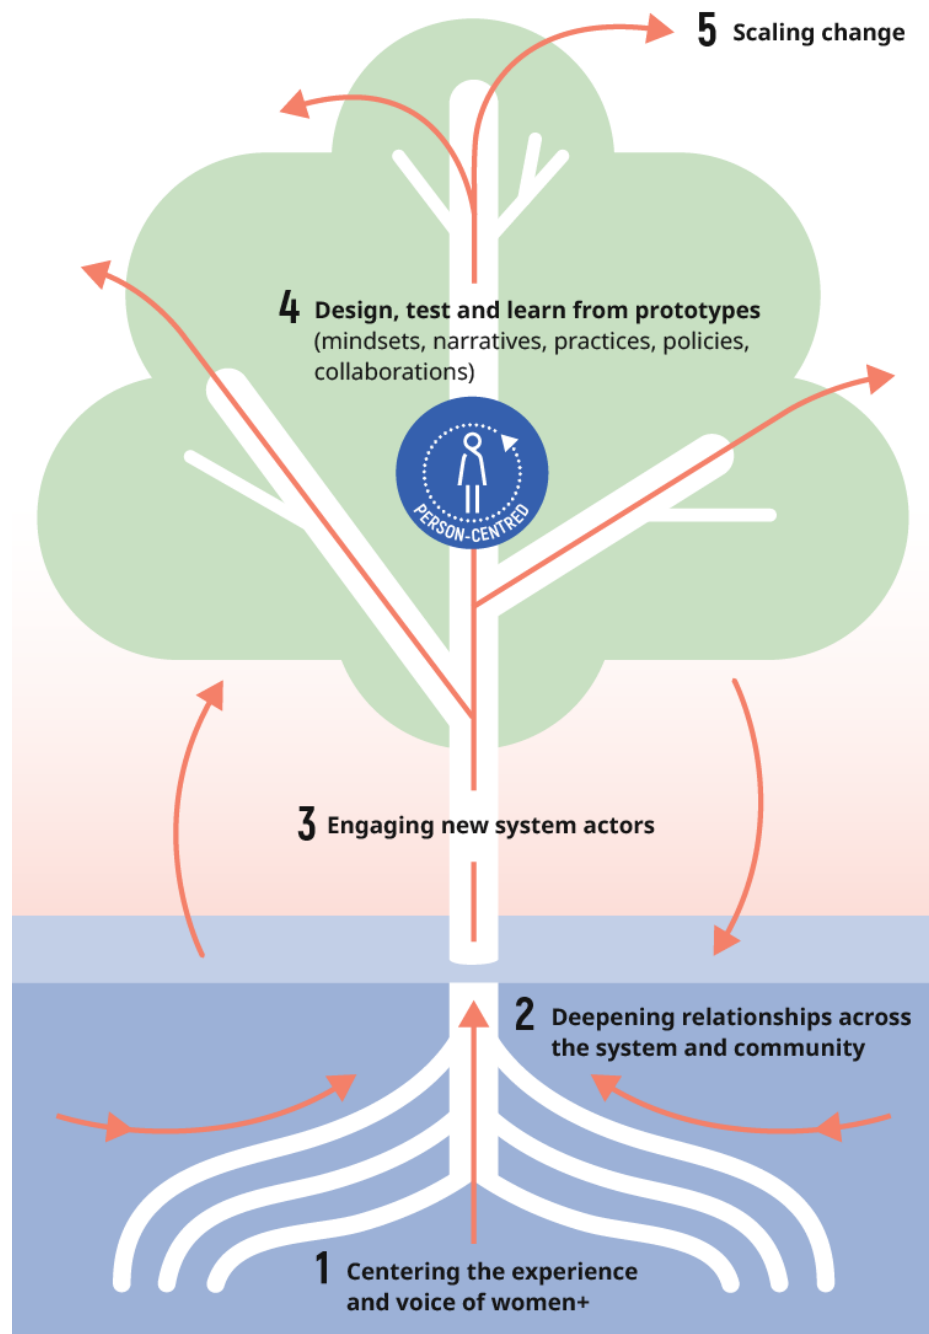 5 Scaling change
4 Design, test and learn from prototypes
(mindsets, narratives, practices, policies,
collaborations)
PERSON-CENTRED
3 Engaging new system actors
2 Deepening relationships across
the system and community
1 Centering the experience
and voice of women+